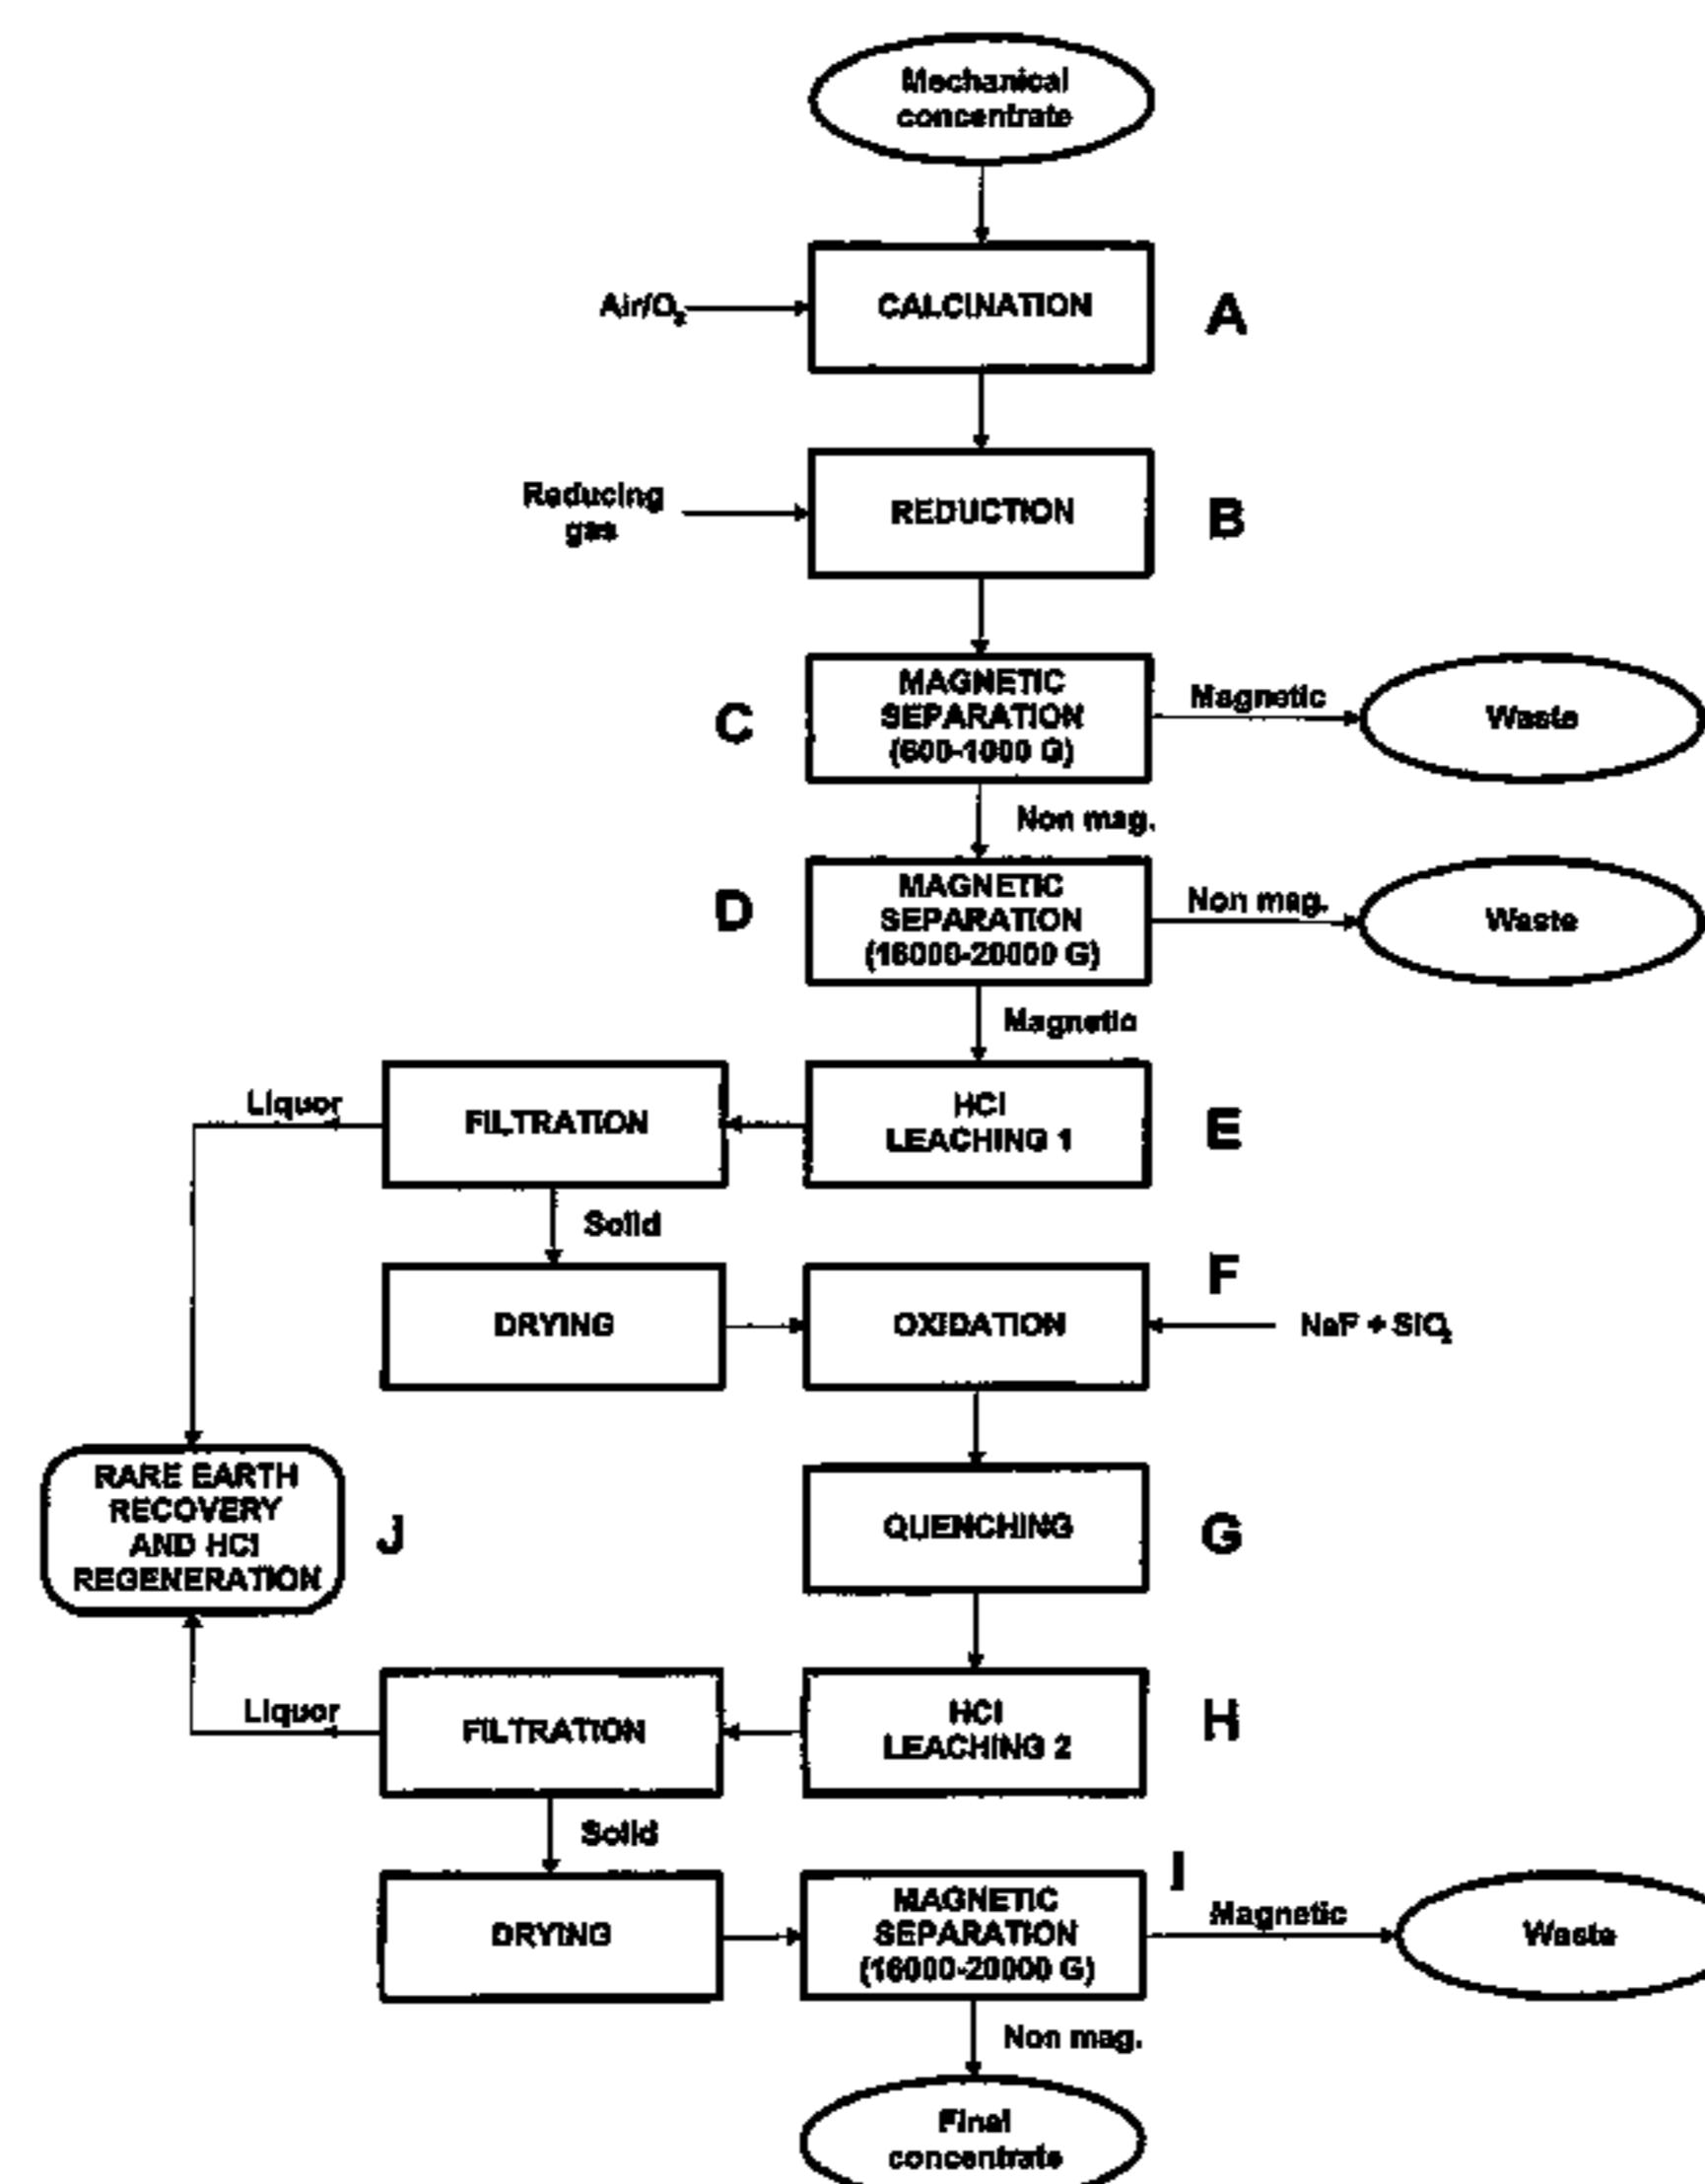 Mechanical
concentrate
Air/O2
CALCINATION
A
Reducing
gas
REDUCTION
B
C
MAGNETIC
SEPARATION
(600-1000 G)
Magnetic
Waste
Non mag.
D
MAGNETIC
SEPARATION
(16000-20000 G)
Non mag.
Waste
Magnetic
Liquor
FILTRATION
HCl
LEACHING 1
E
Solid
F
DRYING
OXIDATION
NaF + SiO2
RARE EARTH
RECOVERY
AND HCl
REGENERATION
J
QUENCHING
G
Liquor
FILTRATION
HCl
LEACHING 2
H
Solid
I
DRYING
MAGNETIC
SEPARATION
(16000-20000 G)
Magnetic
Waste
Non mag.
Final
concentrate